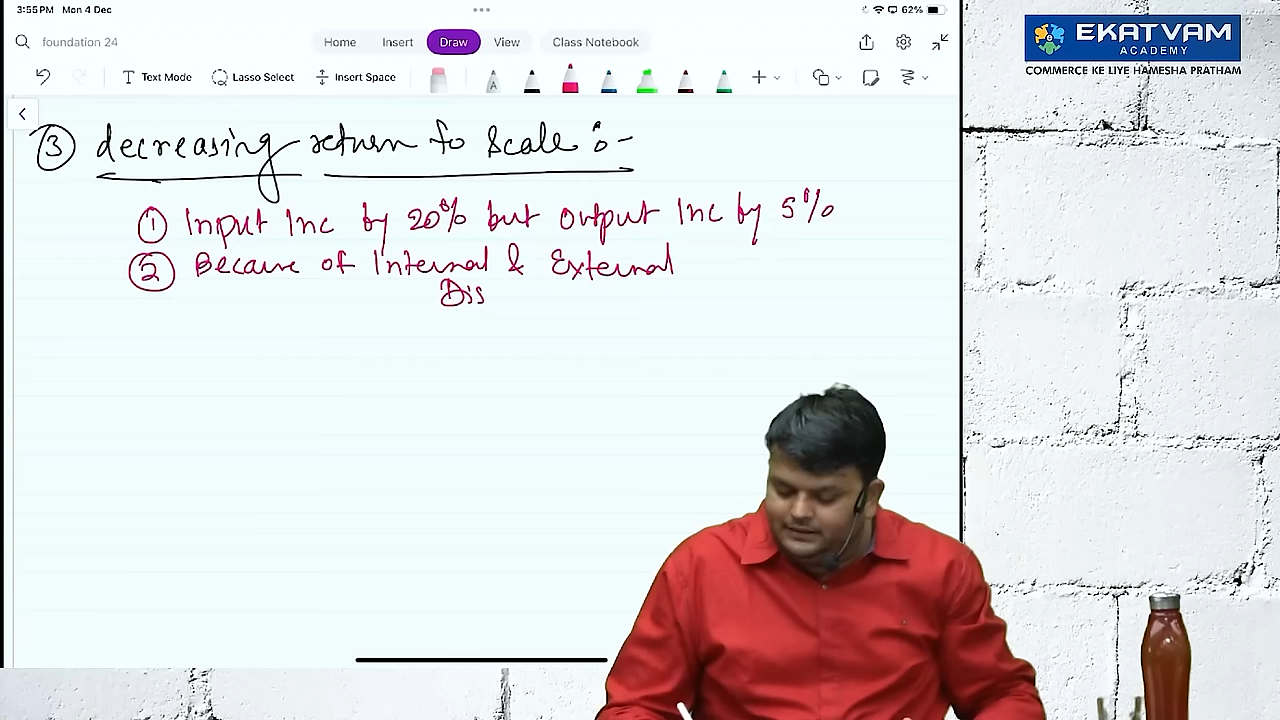 3:55 PM Mon 4 Dec
62%
foundation 24
Home Insert Draw View Class Notebook
Text Mode Lasso Select Insert Space
EKATVAM
ACADEMY
COMMERCE KE LIYE HAMESHA PRATHAM
③ decreasing return to Scale :-
① Input Inc by 20% but output Inc by 5%
② Because of Internal & External
Dis